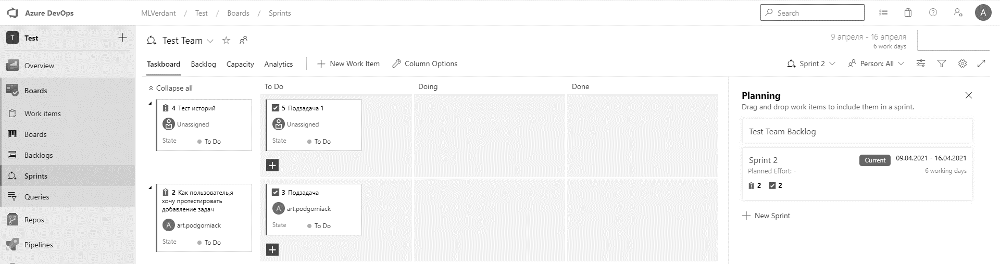 Azure DevOps
MLVerdant / Test / Boards / Sprints
Search
A
T Test
Overview
Boards
Work items
Boards
Backlogs
Sprints
Queries
Repos
Pipelines
Test Team
9 апреля - 16 апреля
6 work days
Taskboard Backlog Capacity Analytics New Work Item Column Options
Sprint 2 Person: All
Collapse all To Do Doing Done
4 Тест историй
Unassigned
State To Do
5 Подзадача 1
Unassigned
State To Do
2 Как пользователь,я
хочу протестировать
добавление задач
A art.podgorniack
State To Do
3 Подзадача
A art.podgorniack
State To Do
Planning
Drag and drop work items to include them in a sprint.
Test Team Backlog
Sprint 2 Current 09.04.2021 - 16.04.2021
Planned Effort: - 6 working days
2 2
New Sprint